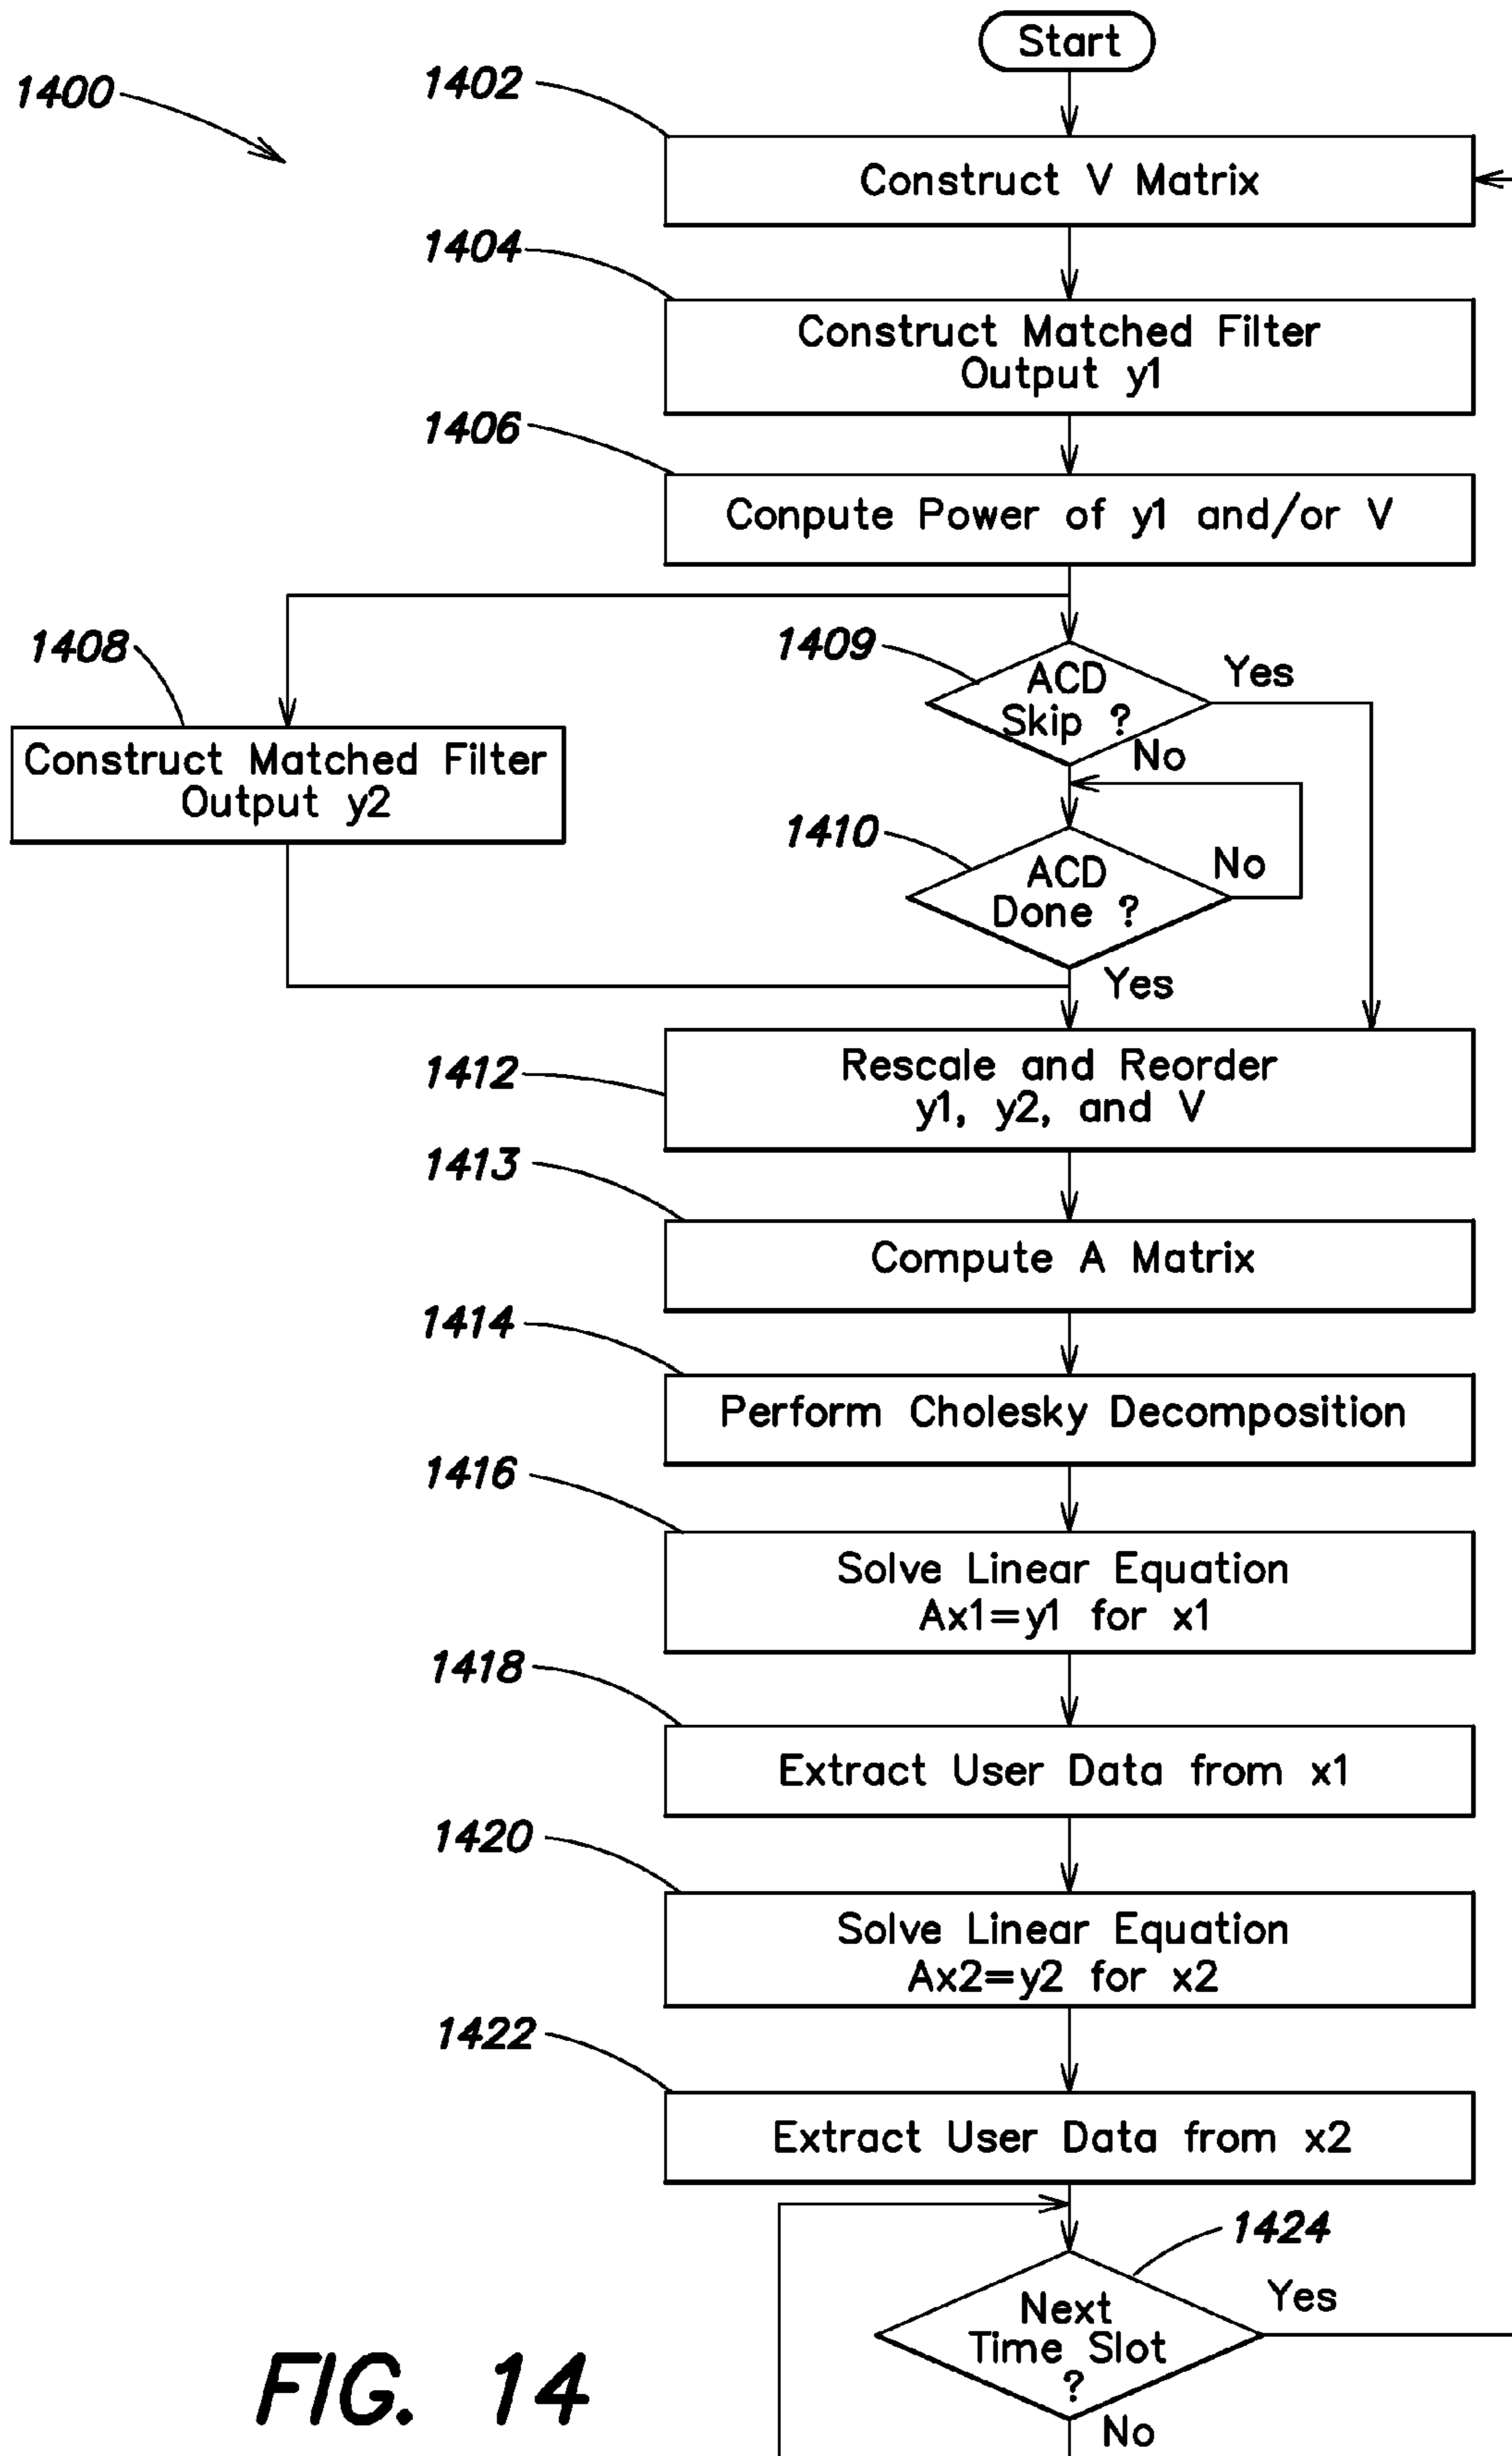 Start
1400
1402
Construct V Matrix
1404
Construct Matched Filter
Output y1
1406
Conpute Power of y1 and/or V
1408
Construct Matched Filter
Output y2
1409
ACD
Skip ?
Yes
No
1410
ACD
Done ?
No
Yes
1412
Rescale and Reorder
y1, y2, and V
1413
Compute A Matrix
1414
Perform Cholesky Decomposition
1416
Solve Linear Equation
Ax1=y1 for x1
1418
Extract User Data from x1
1420
Solve Linear Equation
Ax2=y2 for x2
1422
Extract User Data from x2
1424
Next
Time Slot
?
Yes
No
FIG. 14